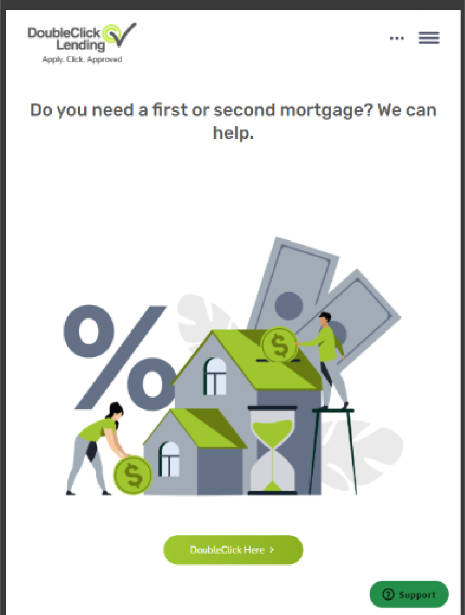 DoubleClick
Lending
Apply. Click. Approved
Do you need a first or second mortgage? We can
help.
%
$
$
DoubleClick Here >
? Support